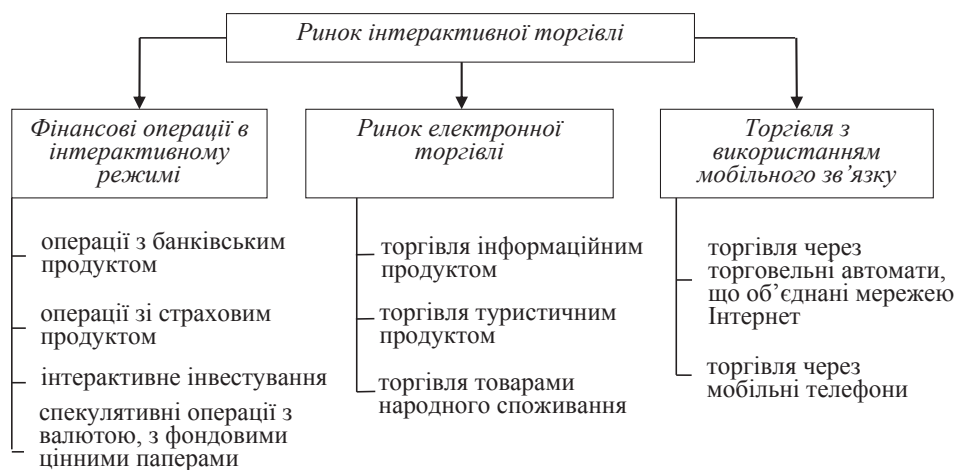 Ринок інтерактивної торгівлі
Фінансові операції в
інтерактивному
режимі
операції з банківським
продуктом
операції зі страховим
продуктом
інтерактивне інвестування
спекулятивні операції з
валютою, з фондовими
цінними паперами
Ринок електронної
торгівлі
торгівля інформаційним
продуктом
торгівля туристичним
продуктом
торгівля товарами
народного споживання
Торгівля з
використанням
мобільного зв’язку
торгівля через
торговельні автомати,
що об’єднані мережею
Інтернет
торгівля через
мобільні телефони